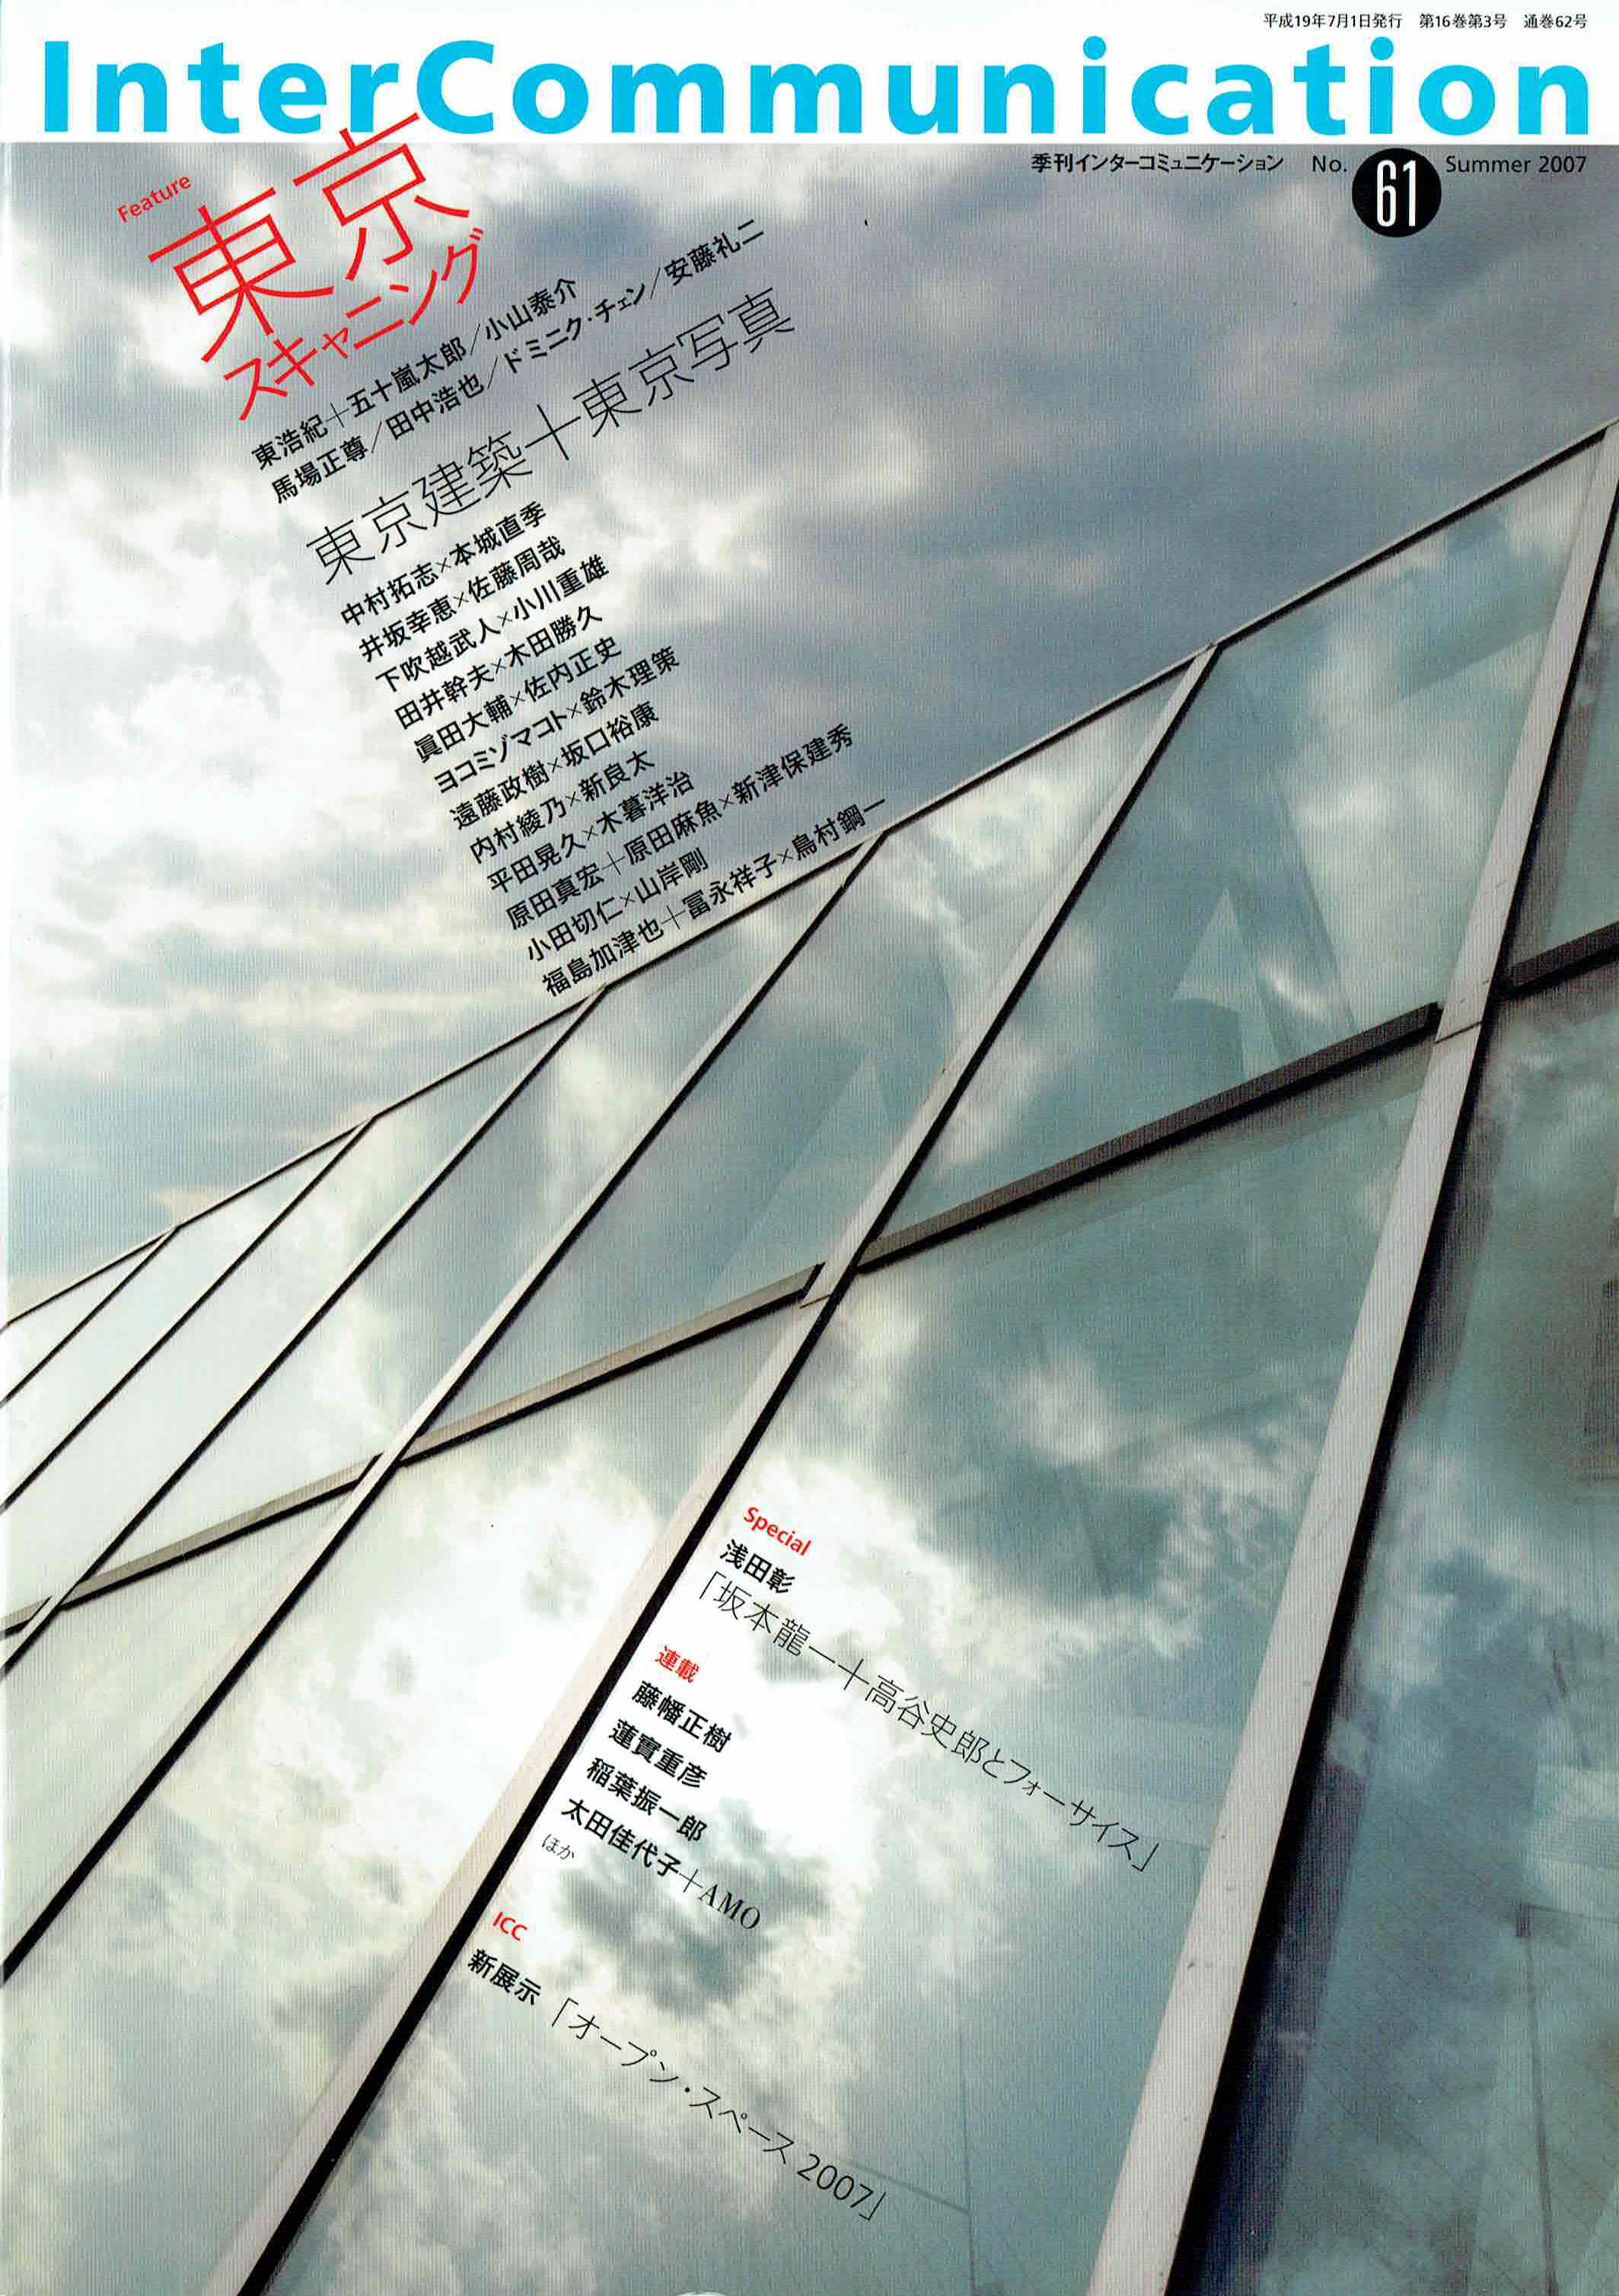 平成19年7月1日発行　第16巻第3号　通巻62号
InterCommunication
季刊インターコミュニケーション　No. 61 Summer 2007
Feature
東京
スキャニング
東浩紀＋五十嵐太郎／小山泰介
馬場正尊／田中浩也／ドミニク・チェン／安藤礼二
東京建築＋東京写真
中村拓志×本城直季
井坂幸恵×佐藤周哉
下吹越武人×小川重雄
田井幹夫×木田勝久
眞田大輔×佐内正史
ヨコミゾマコト×鈴木理策
遠藤政樹×坂口裕康
内村綾乃×新良太
平田晃久×木暮洋治
原田真宏＋原田麻魚×新津保建秀
小田切仁×山岸剛
福島加津也＋冨永祥子×鳥村鋼一
Special
浅田彰
「坂本龍一＋高谷史郎とフォーサイス」
連載
藤幡正樹
蓮實重彦
稲葉振一郎
太田佳代子＋AMO
ほか
ICC
新展示「オープン・スペース 2007」